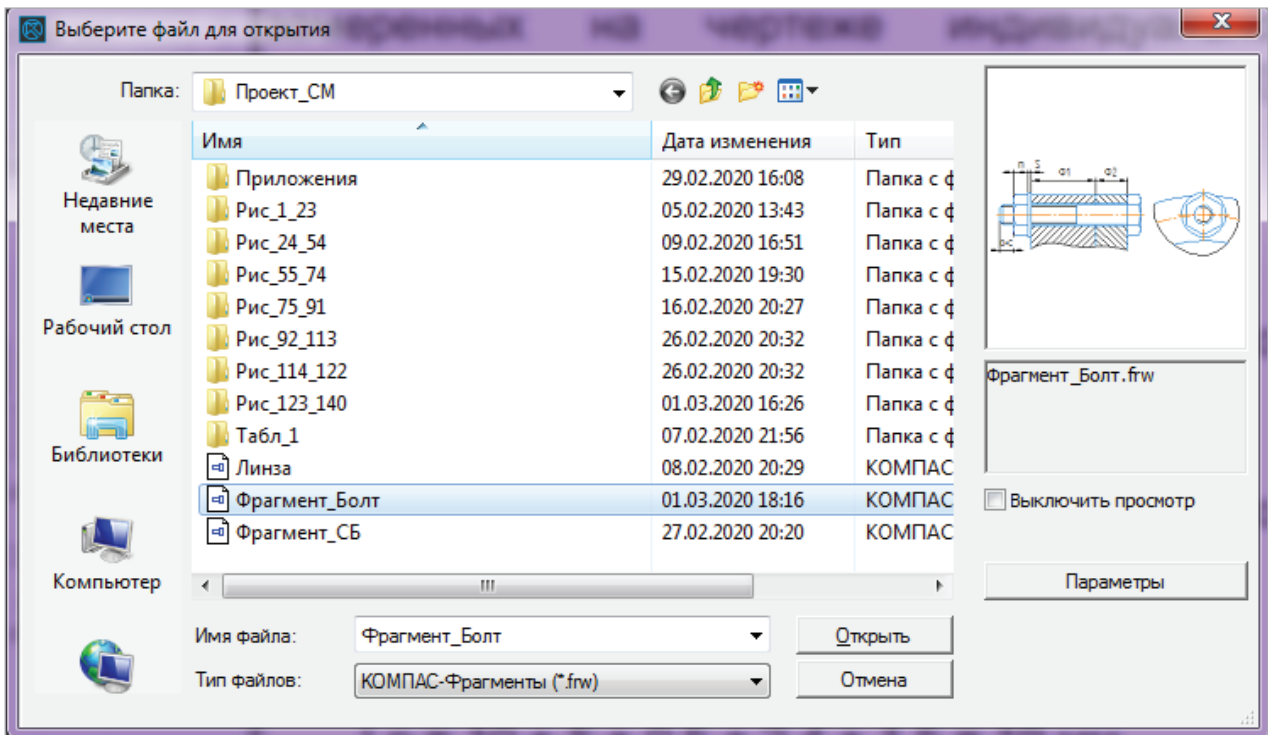 Выберите файл для открытия
на чертеже
Папка: Проект_СМ
Имя Дата изменения Тип
Приложения 29.02.2020 16:08 Папка с ф
Рис_1_23 05.02.2020 13:43 Папка с ф
Рис_24_54 09.02.2020 16:51 Папка с ф
Рис_55_74 15.02.2020 19:30 Папка с ф
Рис_75_91 16.02.2020 20:27 Папка с ф
Рис_92_113 26.02.2020 20:32 Папка с ф
Рис_114_122 26.02.2020 20:32 Папка с ф
Рис_123_140 01.03.2020 16:26 Папка с ф
Табл_1 07.02.2020 21:56 Папка с ф
Линза 08.02.2020 20:29 КОМПАС
Фрагмент_Болт 01.03.2020 18:16 КОМПАС
Фрагмент_СБ 27.02.2020 20:20 КОМПАС
Недавние
места
Рабочий стол
Библиотеки
Компьютер
Имя файла: Фрагмент_Болт Открыть
Тип файлов: КОМПАС-Фрагменты (*.frw) Отмена
n S Ф1 Ф2
Фрагмент_Болт.frw
Выключить просмотр
Параметры